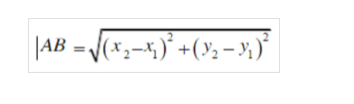 |AB = √(x₂–x₁)² + (y₂ – y₁)²